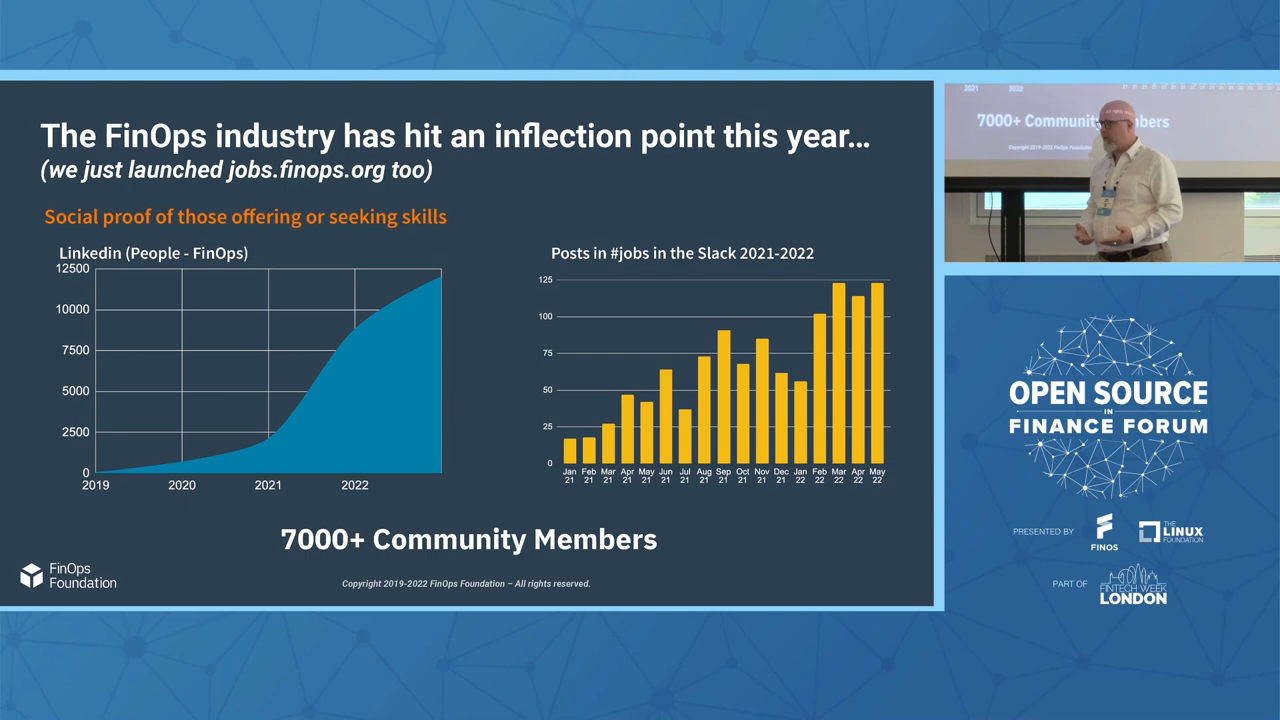 The FinOps industry has hit an inflection point this year...
(we just launched jobs.finops.org too)
Social proof of those offering or seeking skills
Linkedin (People - FinOps)
12500
10000
7500
5000
2500
0
2019 2020 2021 2022
Posts in #jobs in the Slack 2021-2022
125
100
75
50
25
0
Jan Feb Mar Apr May Jun Jul Aug Sep Oct Nov Dec Jan Feb Mar Apr May
21 21 21 21 21 21 21 21 21 21 21 21 22 22 22 22 22
7000+ Community Members
FinOps
Foundation
Copyright 2019-2022 FinOps Foundation – All rights reserved.
2021 2022
7000+ Community Members
Copyright 2019-2022 FinOps
OPEN SOURCE
IN
FINANCE FORUM
PRESENTED BY
FINOS
THE
LINUX
FOUNDATION
PART OF
FINTECH WEEK
LONDON